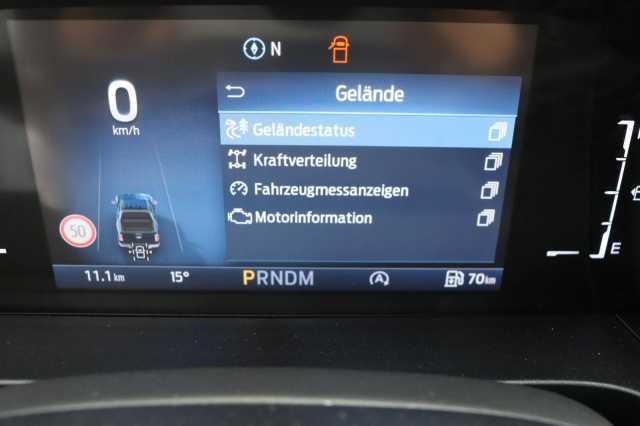 N
0
km/h
50
Gelände
Geländestatus
Kraftverteilung
Fahrzeugmessanzeigen
Motorinformation
11.1 km 15° PRNDM A 70 km
E